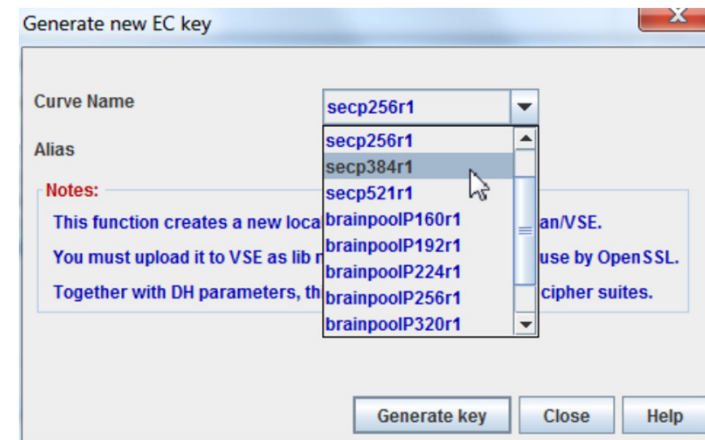 Generate new EC key
Curve Name
secp256r1
Alias
secp256r1
secp384r1
secp521r1
brainpoolP160r1
brainpoolP192r1
brainpoolP224r1
brainpoolP256r1
brainpoolP320r1
Notes:
This function creates a new loca an/VSE.
You must upload it to VSE as lib use by OpenSSL.
Together with DH parameters, th cipher suites.
Generate key
Close
Help